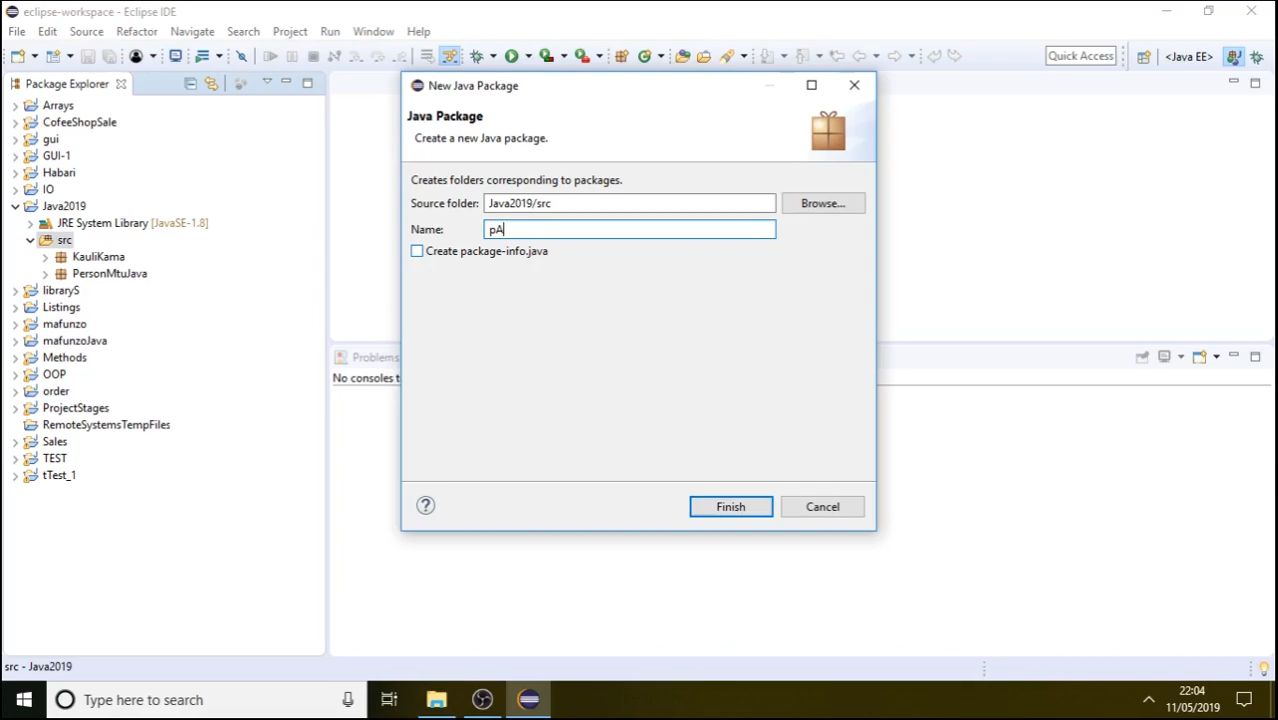 eclipse-workspace - Eclipse IDE
File Edit Source Refactor Navigate Search Project Run Window Help
Quick Access
<Java EE>
Package Explorer
Arrays
CofeeShopSale
gui
GUI-1
Habari
IO
Java2019
JRE System Library [JavaSE-1.8]
src
KauliKama
PersonMtuJava
libraryS
Listings
mafunzo
mafunzoJava
Methods
OOP
order
ProjectStages
RemoteSystemsTempFiles
Sales
TEST
tTest_1
New Java Package
Java Package
Create a new Java package.
Creates folders corresponding to packages.
Source folder: Java2019/src Browse...
Name: pA
Create package-info.java
Finish Cancel
Problems
No consoles t
src - Java2019
Type here to search
22:04
11/05/2019